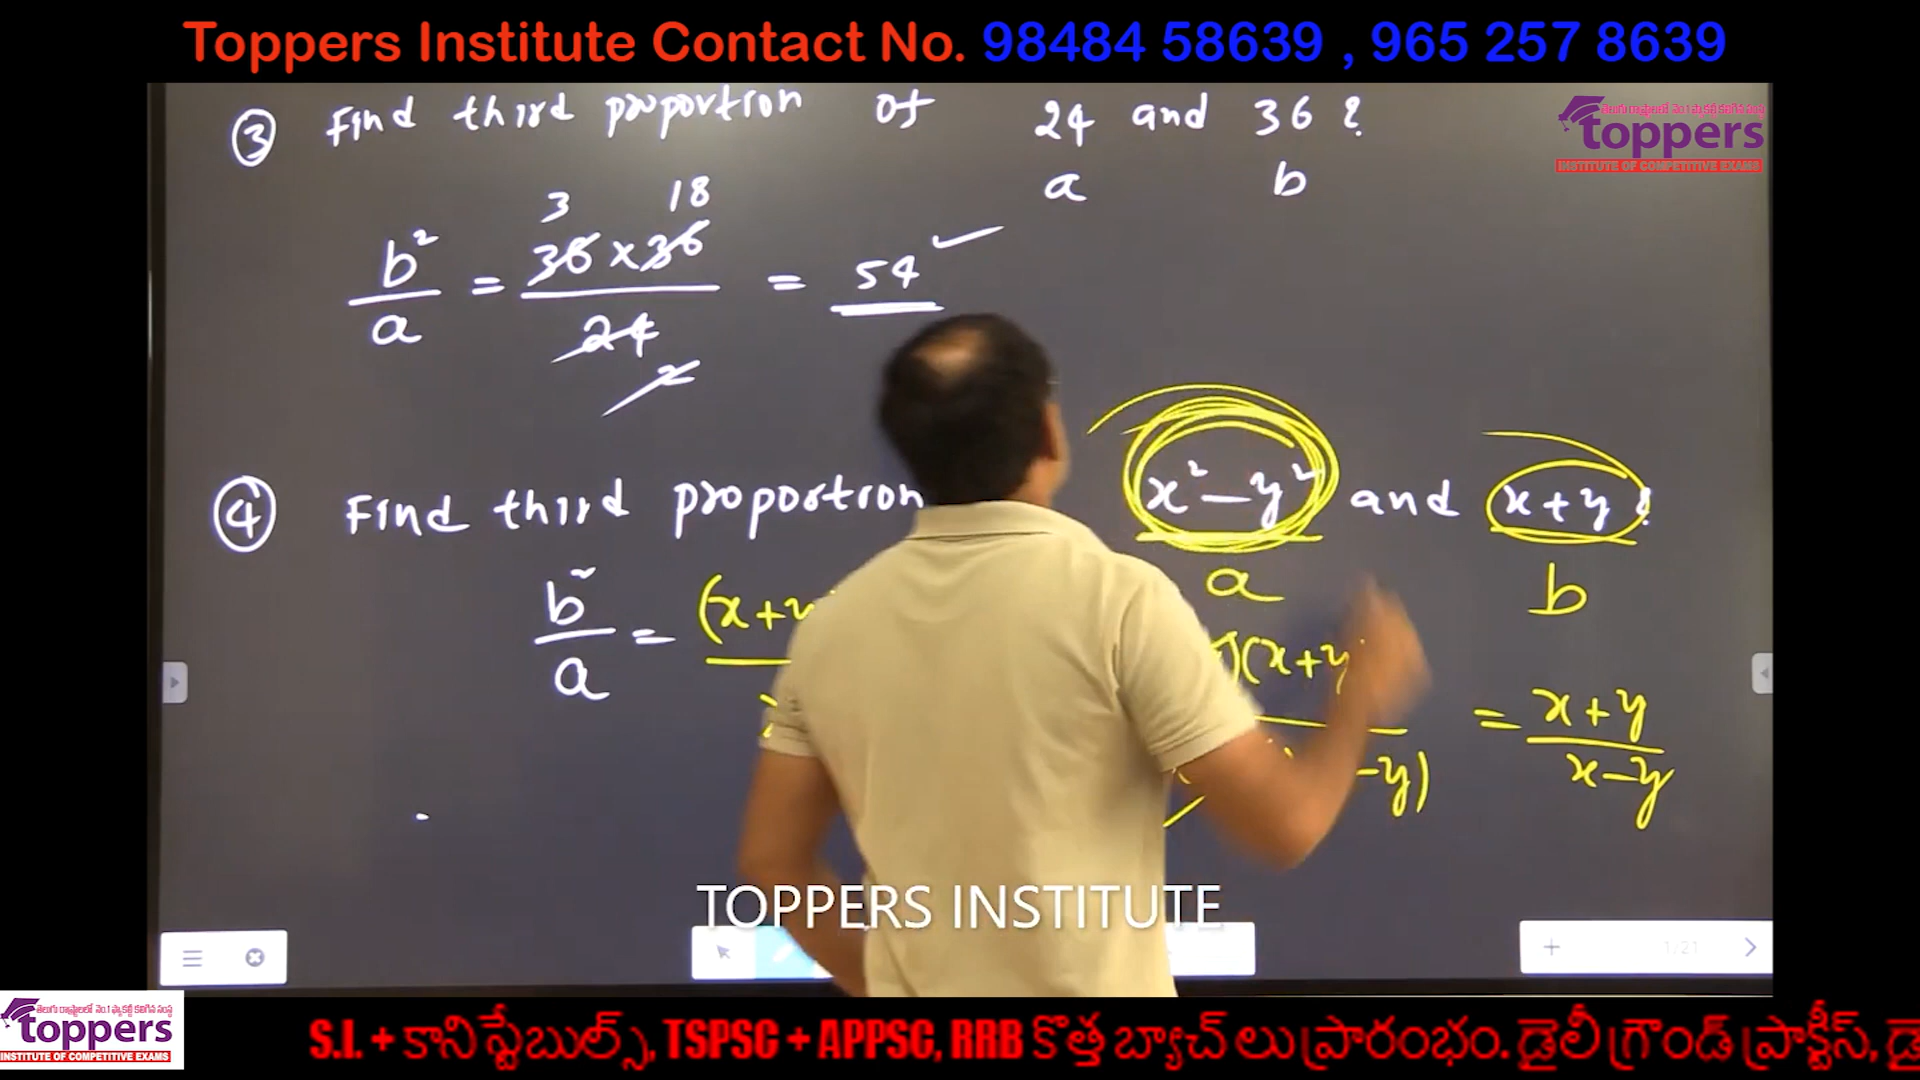 Toppers Institute Contact No. 98484 58639 , 965 257 8639
③ Find third proportion of 24 and 36 ?
a b
b²/a = 36×36/24 = 54
3 18
2
toppers
INSTITUTE OF COMPETITIVE EXAMS
④ Find third proportion x²-y² and x+y ?
a b
b²/a = (x+y
)(x+y
-y)
= x+y/x-y
TOPPERS INSTITUTE
1/21
toppers
INSTITUTE OF COMPETITIVE EXAMS
S.I. + కానిస్టేబుల్స్, TSPSC + APPSC, RRB కొత్త బ్యాచ్ లు ప్రారంభం. డైలీ గ్రౌండ్ ప్రాక్టీస్,